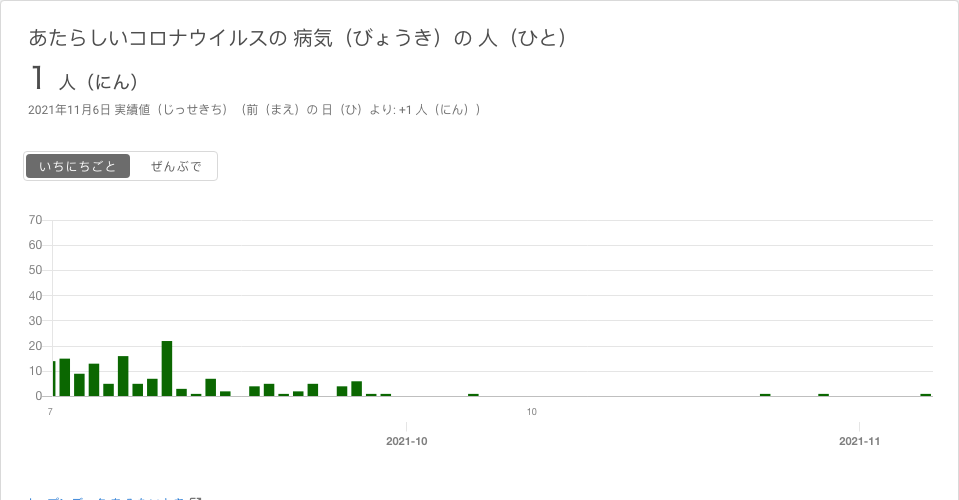 あたらしいコロナウイルスの 病気（びょうき）の 人（ひと）
1 人（にん）
2021年11月6日 実績値（じっせきち）（前（まえ）の 日（ひ）より: +1 人（にん））
いちにちごと ぜんぶで
70
60
50
40
30
20
10
0
7 10
2021-10 2021-11